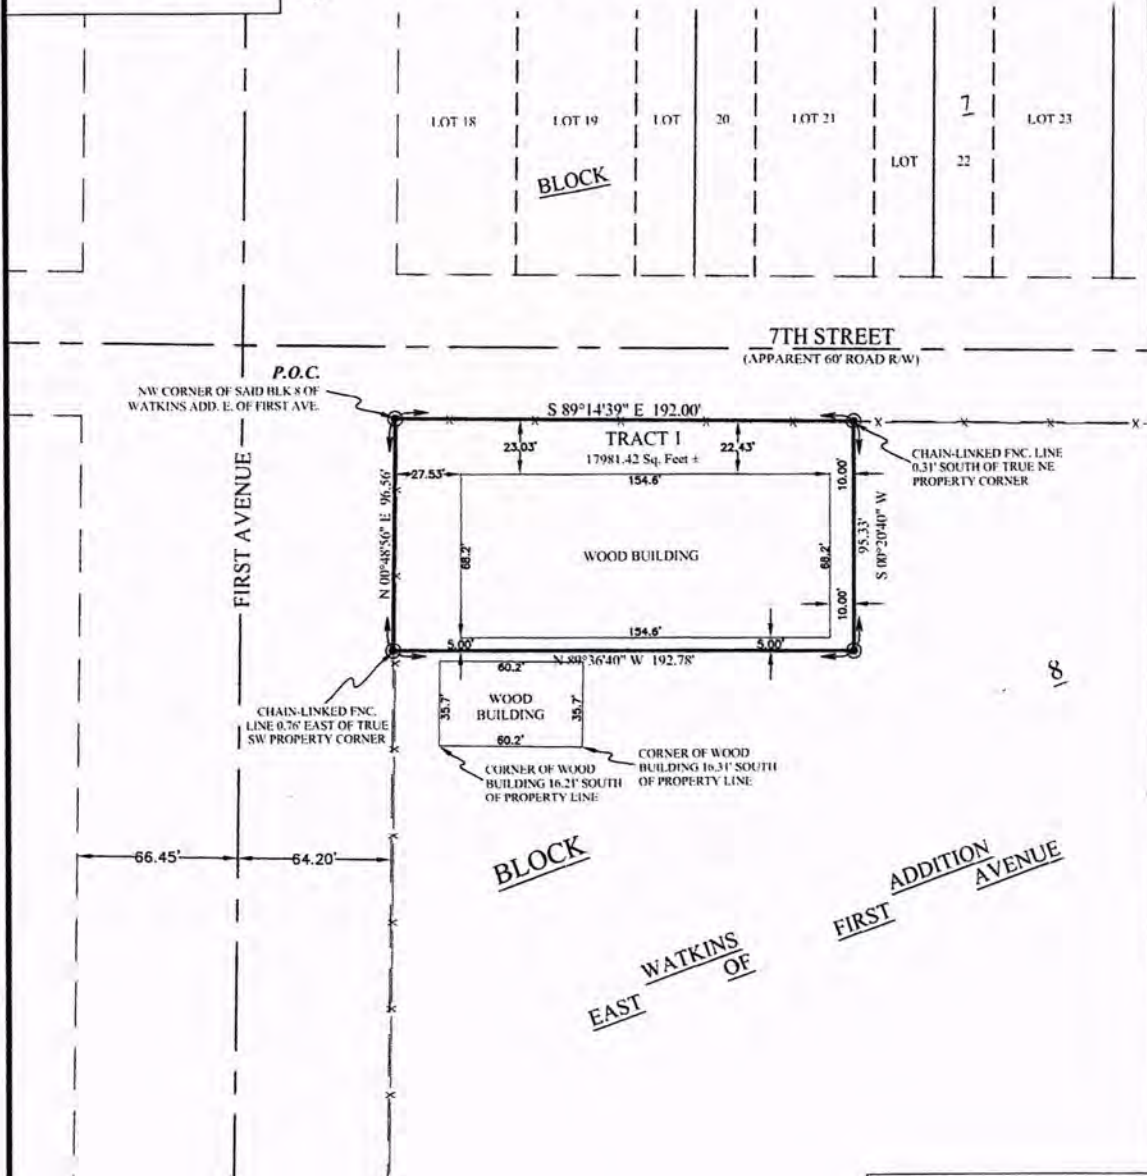 LOT 18
LOT 19
LOT
20
LOT 21
LOT
22
7
LOT 23
BLOCK
7TH STREET
(APPARENT 60' ROAD R/W)
P.O.C.
NW CORNER OF SAID BLK 8 OF
WATKINS ADD. E. OF FIRST AVE.
S 89°14'39" E 192.00'
TRACT 1
17981.42 Sq. Feet ±
23.03'
22.43'
27.53'
154.6'
10.00'
CHAIN-LINKED FNC. LINE
0.31' SOUTH OF TRUE NE
PROPERTY CORNER
FIRST AVENUE
N 00°48'56" E 96.56'
68.2'
WOOD BUILDING
68.2'
95.33'
S 00°20'40" W
10.00'
154.6'
5.00'
5.00'
N 89°36'40" W 192.78'
60.2'
35.7'
WOOD
BUILDING
35.7'
60.2'
8
CHAIN-LINKED FNC.
LINE 0.76' EAST OF TRUE
SW PROPERTY CORNER
CORNER OF WOOD
BUILDING 16.21' SOUTH
OF PROPERTY LINE
CORNER OF WOOD
BUILDING 16.31' SOUTH
OF PROPERTY LINE
66.45'
64.20'
BLOCK
ADDITION
AVENUE
FIRST
WATKINS
OF
EAST